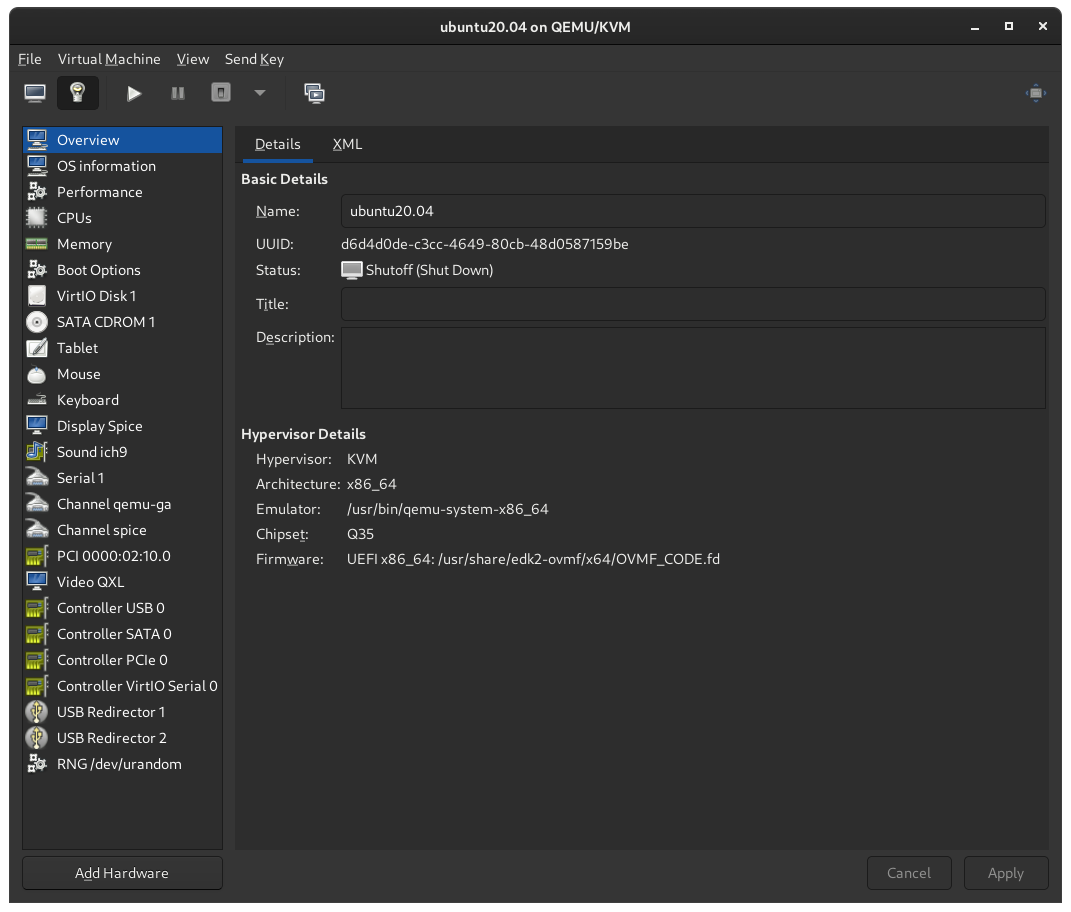 ubuntu20.04 on QEMU/KVM
File Virtual Machine View Send Key
Overview
OS information
Performance
CPUs
Memory
Boot Options
VirtIO Disk 1
SATA CDROM 1
Tablet
Mouse
Keyboard
Display Spice
Sound ich9
Serial 1
Channel qemu-ga
Channel spice
PCI 0000:02:10.0
Video QXL
Controller USB 0
Controller SATA 0
Controller PCIe 0
Controller VirtIO Serial 0
USB Redirector 1
USB Redirector 2
RNG /dev/urandom
Add Hardware
Details XML
Basic Details
Name: ubuntu20.04
UUID: d6d4d0de-c3cc-4649-80cb-48d0587159be
Status: Shutoff (Shut Down)
Title:
Description:
Hypervisor Details
Hypervisor: KVM
Architecture: x86_64
Emulator: /usr/bin/qemu-system-x86_64
Chipset: Q35
Firmware: UEFI x86_64: /usr/share/edk2-ovmf/x64/OVMF_CODE.fd
Cancel Apply